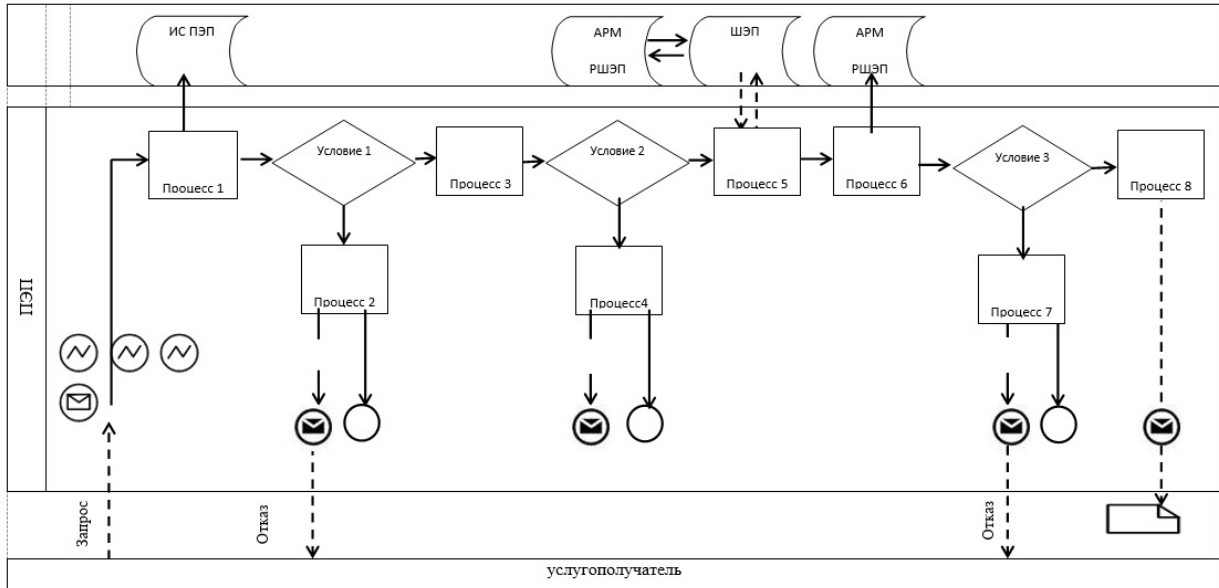 ИС ПЭП
АРМ
РШЭП
ШЭП
АРМ
РШЭП
ПЭП
Процесс 1
Условие 1
Процесс 3
Условие 2
Процесс 5
Процесс 6
Условие 3
Процесс 8
Процесс 2
Процесс4
Процесс 7
Запрос
Отказ
Отказ
услугополучатель